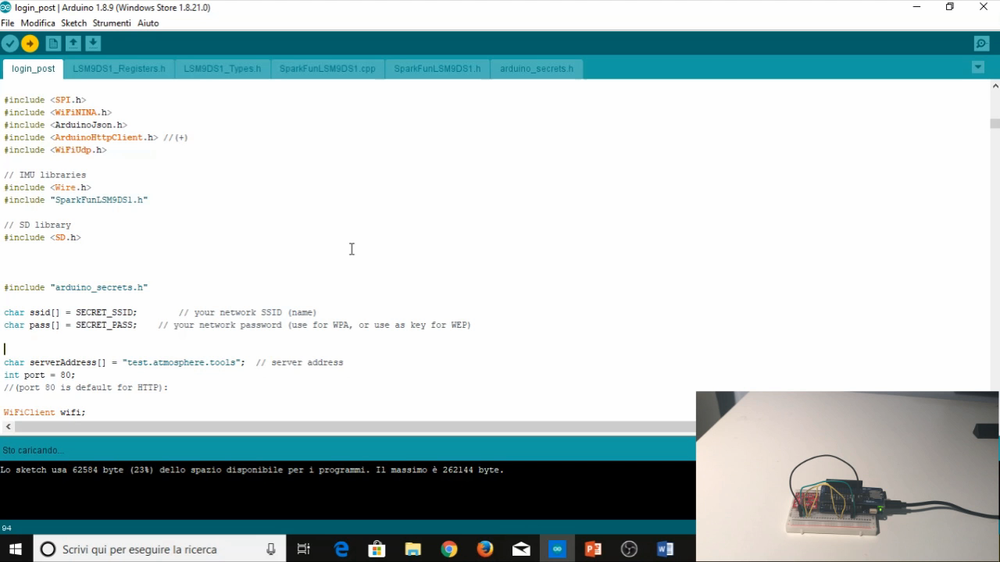 login_post | Arduino 1.8.9 (Windows Store 1.8.21.0)
File Modifica Sketch Strumenti Aiuto
login_post LSM9DS1_Registers.h LSM9DS1_Types.h SparkFunLSM9DS1.cpp SparkFunLSM9DS1.h arduino_secrets.h
#include <SPI.h>
#include <WiFiNINA.h>
#include <ArduinoJson.h>
#include <ArduinoHttpClient.h> //(+)
#include <WiFiUdp.h>
// IMU libraries
#include <Wire.h>
#include "SparkFunLSM9DS1.h"
// SD library
#include <SD.h>
#include "arduino_secrets.h"
char ssid[] = SECRET_SSID;        // your network SSID (name)
char pass[] = SECRET_PASS;    // your network password (use for WPA, or use as key for WEP)
char serverAddress[] = "test.atmosphere.tools";  // server address
int port = 80;
//(port 80 is default for HTTP):
WiFiClient wifi;
Sto caricando...
Lo sketch usa 62584 byte (23%) dello spazio disponibile per i programmi. Il massimo è 262144 byte.
94
Scrivi qui per eseguire la ricerca